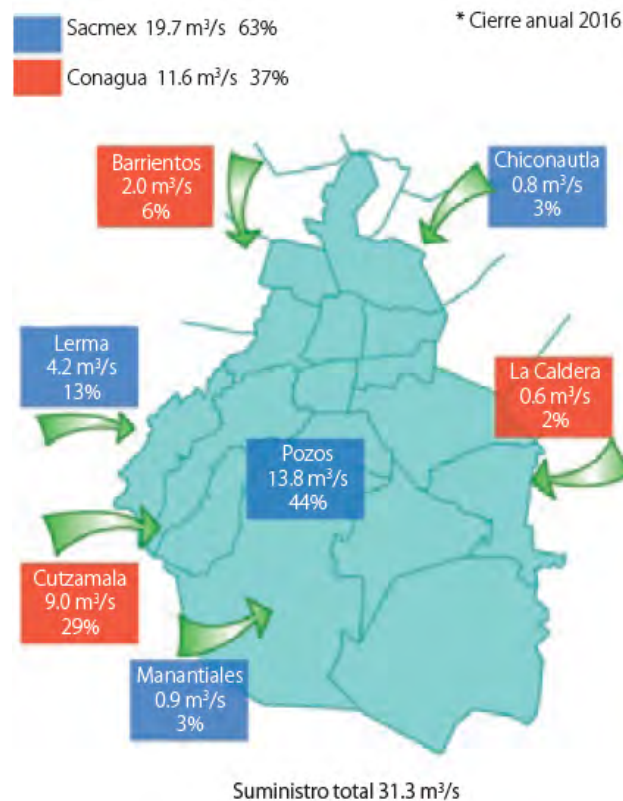 Sacmex 19.7 m³/s 63%
* Cierre anual 2016
Conagua 11.6 m³/s 37%
Barrientos
2.0 m³/s
6%
Chiconautla
0.8 m³/s
3%
Lerma
4.2 m³/s
13%
La Caldera
0.6 m³/s
2%
Pozos
13.8 m³/s
44%
Cutzamala
9.0 m³/s
29%
Manantiales
0.9 m³/s
3%
Suministro total 31.3 m³/s